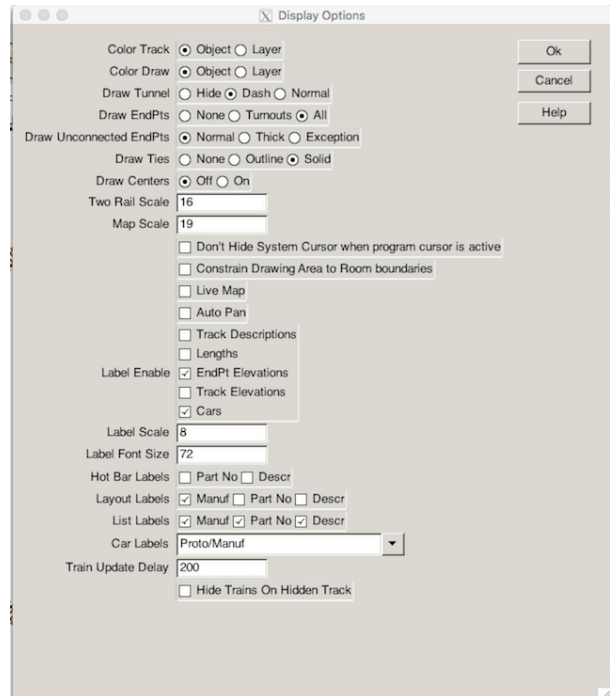 Display Options
Color Track Object Layer
Ok
Color Draw Object Layer
Cancel
Draw Tunnel Hide Dash Normal
Draw EndPts None Turnouts All
Help
Draw Unconnected EndPts Normal Thick Exception
Draw Ties None Outline Solid
Draw Centers Off On
Two Rail Scale 16
Map Scale 19
Don't Hide System Cursor when program cursor is active
Constrain Drawing Area to Room boundaries
Live Map
Auto Pan
Track Descriptions
Lengths
Label Enable EndPt Elevations
Track Elevations
Cars
Label Scale 8
Label Font Size 72
Hot Bar Labels Part No Descr
Layout Labels Manuf Part No Descr
List Labels Manuf Part No Descr
Car Labels Proto/Manuf
Train Update Delay 200
Hide Trains On Hidden Track